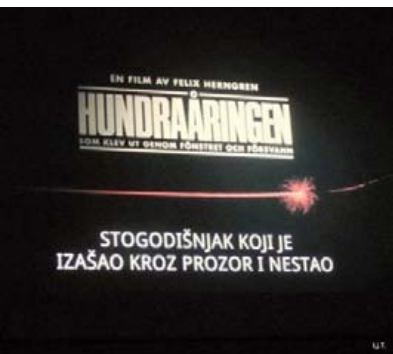 EN FILM AV FELIX HERNGREN
HUNDRAÅRINGEN
SOM KLEV UT GENOM FÖNSTRET OCH FÖRSVANN
STOGODIŠNJAK KOJI JE
IZAŠAO KROZ PROZOR I NESTAO